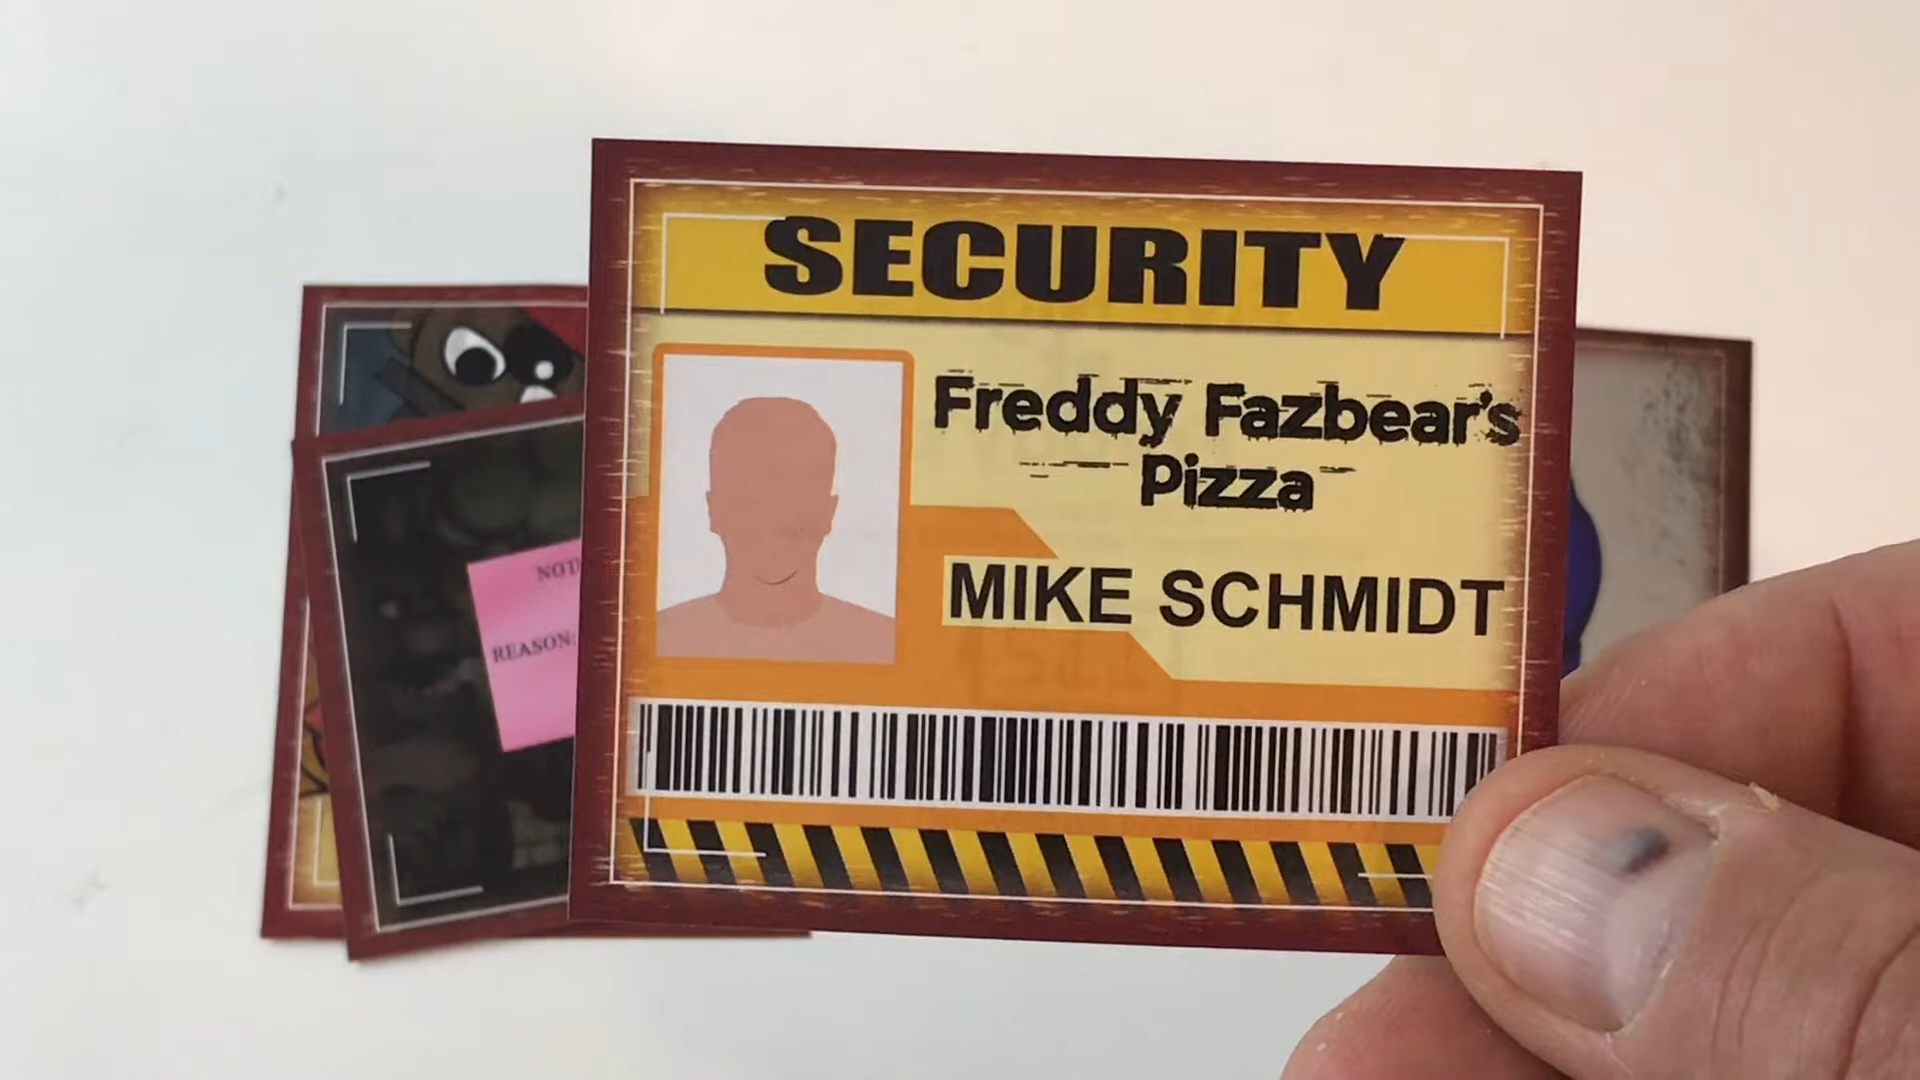 SECURITY
Freddy Fazbear's
Pizza
MIKE SCHMIDT
REASON: